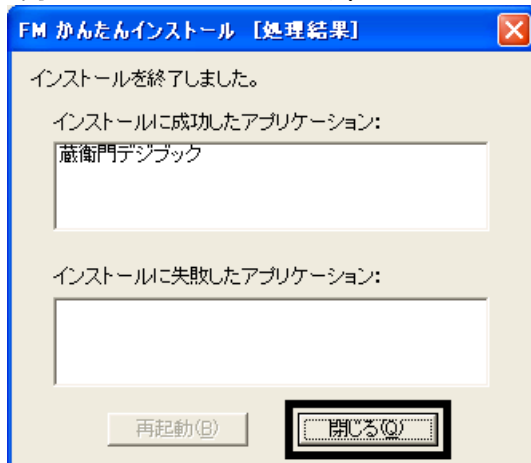 FM かんたんインストール [処理結果]
インストールを終了しました。
インストールに成功したアプリケーション:
蔵衛門デジブック
インストールに失敗したアプリケーション:
再起動(B)
閉じる(Q)